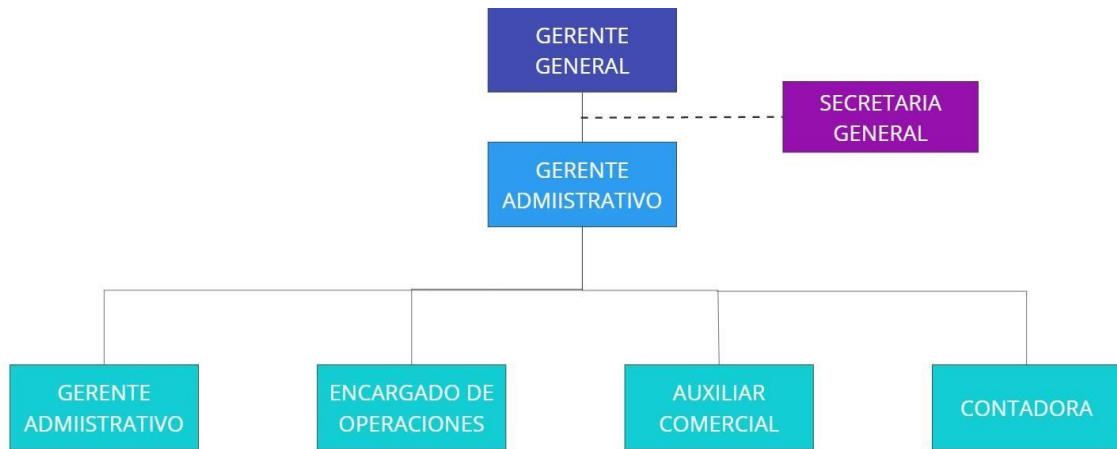 GERENTE
GENERAL
SECRETARIA
GENERAL
GERENTE
ADMIISTRATIVO
GERENTE
ADMIISTRATIVO
ENCARGADO DE
OPERACIONES
AUXILIAR
COMERCIAL
CONTADORA